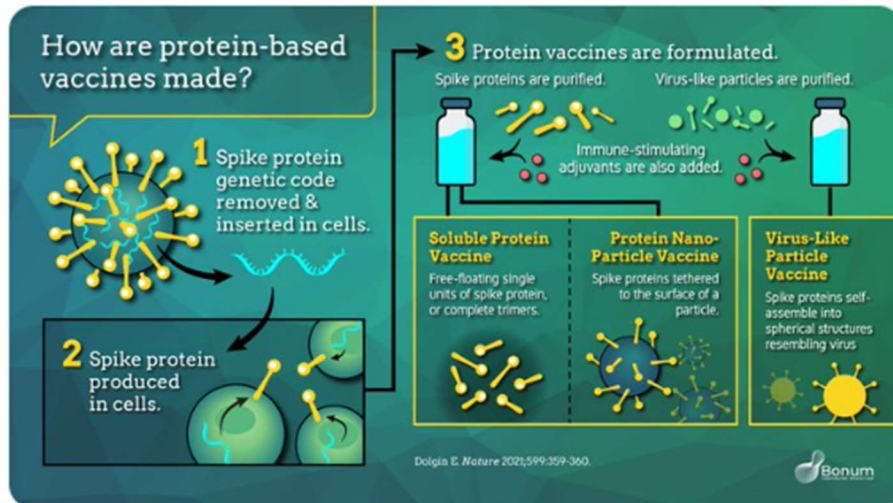 How are protein-based
vaccines made?
1 Spike protein
genetic code
removed &
inserted in cells.
2 Spike protein
produced
in cells.
3 Protein vaccines are formulated.
Spike proteins are purified.
Virus-like particles are purified.
Immune-stimulating
adjuvants are also added.
Soluble Protein
Vaccine
Free-floating single
units of spike protein,
or complete trimers.
Protein Nano-
Particle Vaccine
Spike proteins tethered
to the surface of a
particle.
Virus-Like
Particle
Vaccine
Spike proteins self-
assemble into
spherical structures
resembling virus
Dolgin E. Nature 2021;599:359-360.
Bonum